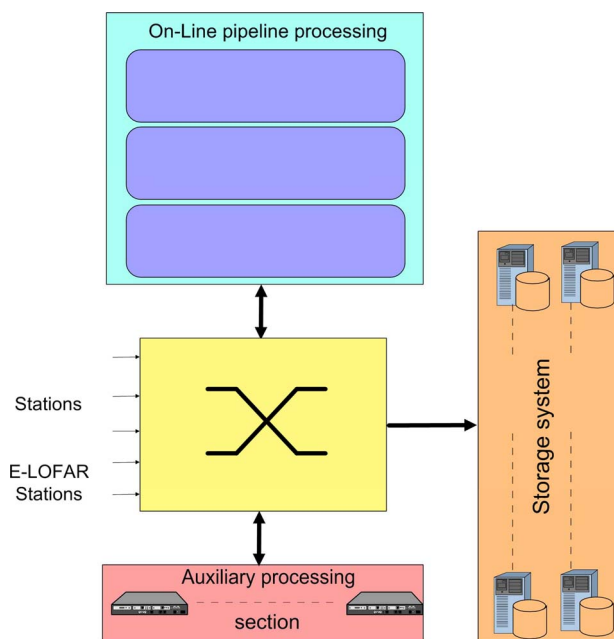 On-Line pipeline processing
Stations
E-LOFAR
Stations
Storage system
Auxiliary processing
section